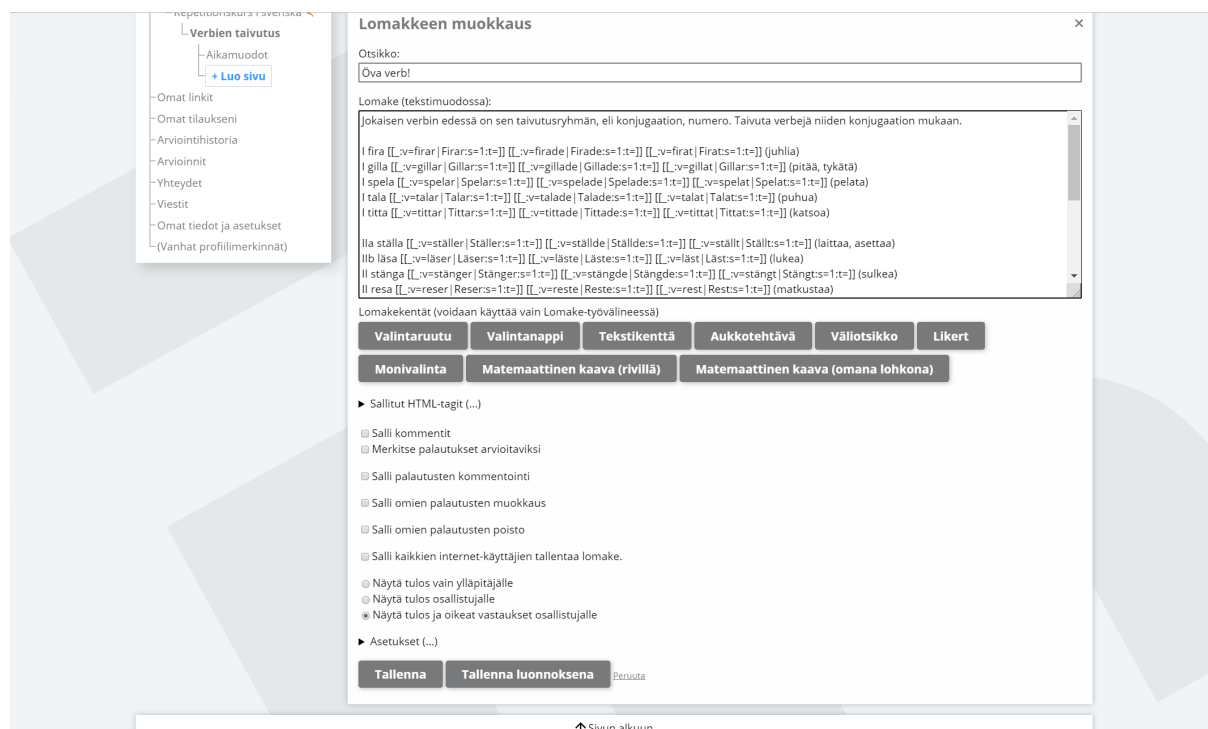 Repetitionskurs i svenska
Verbien taivutus
Aikamuodot
+ Luo sivu
Omat linkit
Omat tilaukseni
Arviointihistoria
Arvioinnit
Yhteydet
Viestit
Omat tiedot ja asetukset
(Vanhat profiilimerkinnät)
Lomakkeen muokkaus ×
Otsikko:
Öva verb!
Lomake (tekstimuodossa):
Jokaisen verbin edessä on sen taivutusryhmän, eli konjugaation, numero. Taivuta verbejä niiden konjugaation mukaan.
I fira [[_:v=firar|Firar:s=1:t=]] [[_:v=firade|Firade:s=1:t=]] [[_:v=firat|Firat:s=1:t=]] (juhlia)
I gilla [[_:v=gillar|Gillar:s=1:t=]] [[_:v=gillade|Gillade:s=1:t=]] [[_:v=gillat|Gillar:s=1:t=]] (pitää, tykätä)
I spela [[_:v=spelar|Spelar:s=1:t=]] [[_:v=spelade|Spelade:s=1:t=]] [[_:v=spelat|Spelat:s=1:t=]] (pelata)
I tala [[_:v=talar|Talar:s=1:t=]] [[_:v=talade|Talade:s=1:t=]] [[_:v=talat|Talat:s=1:t=]] (puhua)
I titta [[_:v=tittar|Tittar:s=1:t=]] [[_:v=tittade|Tittade:s=1:t=]] [[_:v=tittat|Tittat:s=1:t=]] (katsoa)
IIa ställa [[_:v=ställer|Ställer:s=1:t=]] [[_:v=ställde|Ställde:s=1:t=]] [[_:v=ställt|Ställt:s=1:t=]] (laittaa, asettaa)
IIb läsa [[_:v=läser|Läser:s=1:t=]] [[_:v=läste|Läste:s=1:t=]] [[_:v=läst|Läst:s=1:t=]] (lukea)
II stänga [[_:v=stänger|Stänger:s=1:t=]] [[_:v=stängde|Stängde:s=1:t=]] [[_:v=stängt|Stängt:s=1:t=]] (sulkea)
II resa [[_:v=reser|Reser:s=1:t=]] [[_:v=reste|Reste:s=1:t=]] [[_:v=rest|Rest:s=1:t=]] (matkustaa)
Lomakekentät (voidaan käyttää vain Lomake-työvälineessä)
Valintaruutu Valintanappi Tekstikenttä Aukkotehtävä Väliotsikko Likert
Monivalinta Matemaattinen kaava (rivillä) Matemaattinen kaava (omana lohkona)
Sallitut HTML-tagit (...)
Salli kommentit
Merkitse palautukset arvioitaviksi
Salli palautusten kommentointi
Salli omien palautusten muokkaus
Salli omien palautusten poisto
Salli kaikkien internet-käyttäjien tallentaa lomake.
Näytä tulos vain ylläpitäjälle
Näytä tulos osallistujalle
Näytä tulos ja oikeat vastaukset osallistujalle
Asetukset (...)
Tallenna Tallenna luonnoksena Peruuta
Sivun alkuun